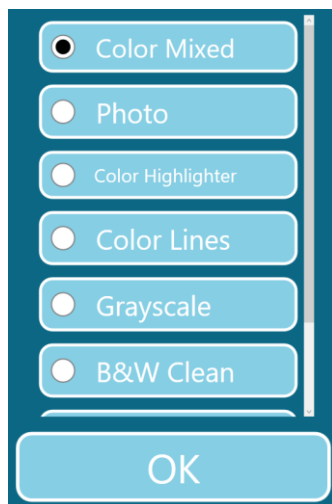 Color Mixed
Photo
Color Highlighter
Color Lines
Grayscale
B&W Clean
OK